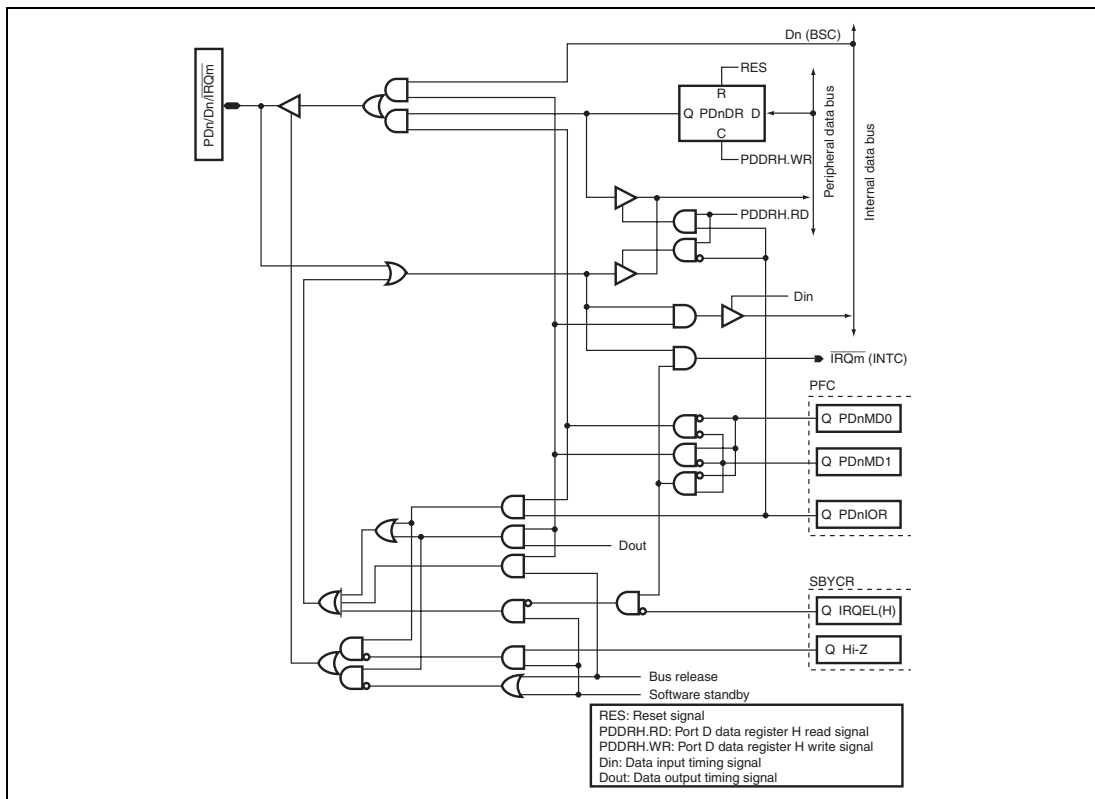 Dn (BSC)
PDn/Dn/IRQm
RES
R
Q PDnDR D
C
PDDRH.WR
Peripheral data bus
Internal data bus
PDDRH.RD
Din
IRQm (INTC)
PFC
Q PDnMD0
Q PDnMD1
Q PDnIOR
Dout
SBYCR
Q IRQEL(H)
Q Hi-Z
Bus release
Software standby
RES: Reset signal
PDDRH.RD: Port D data register H read signal
PDDRH.WR: Port D data register H write signal
Din: Data input timing signal
Dout: Data output timing signal